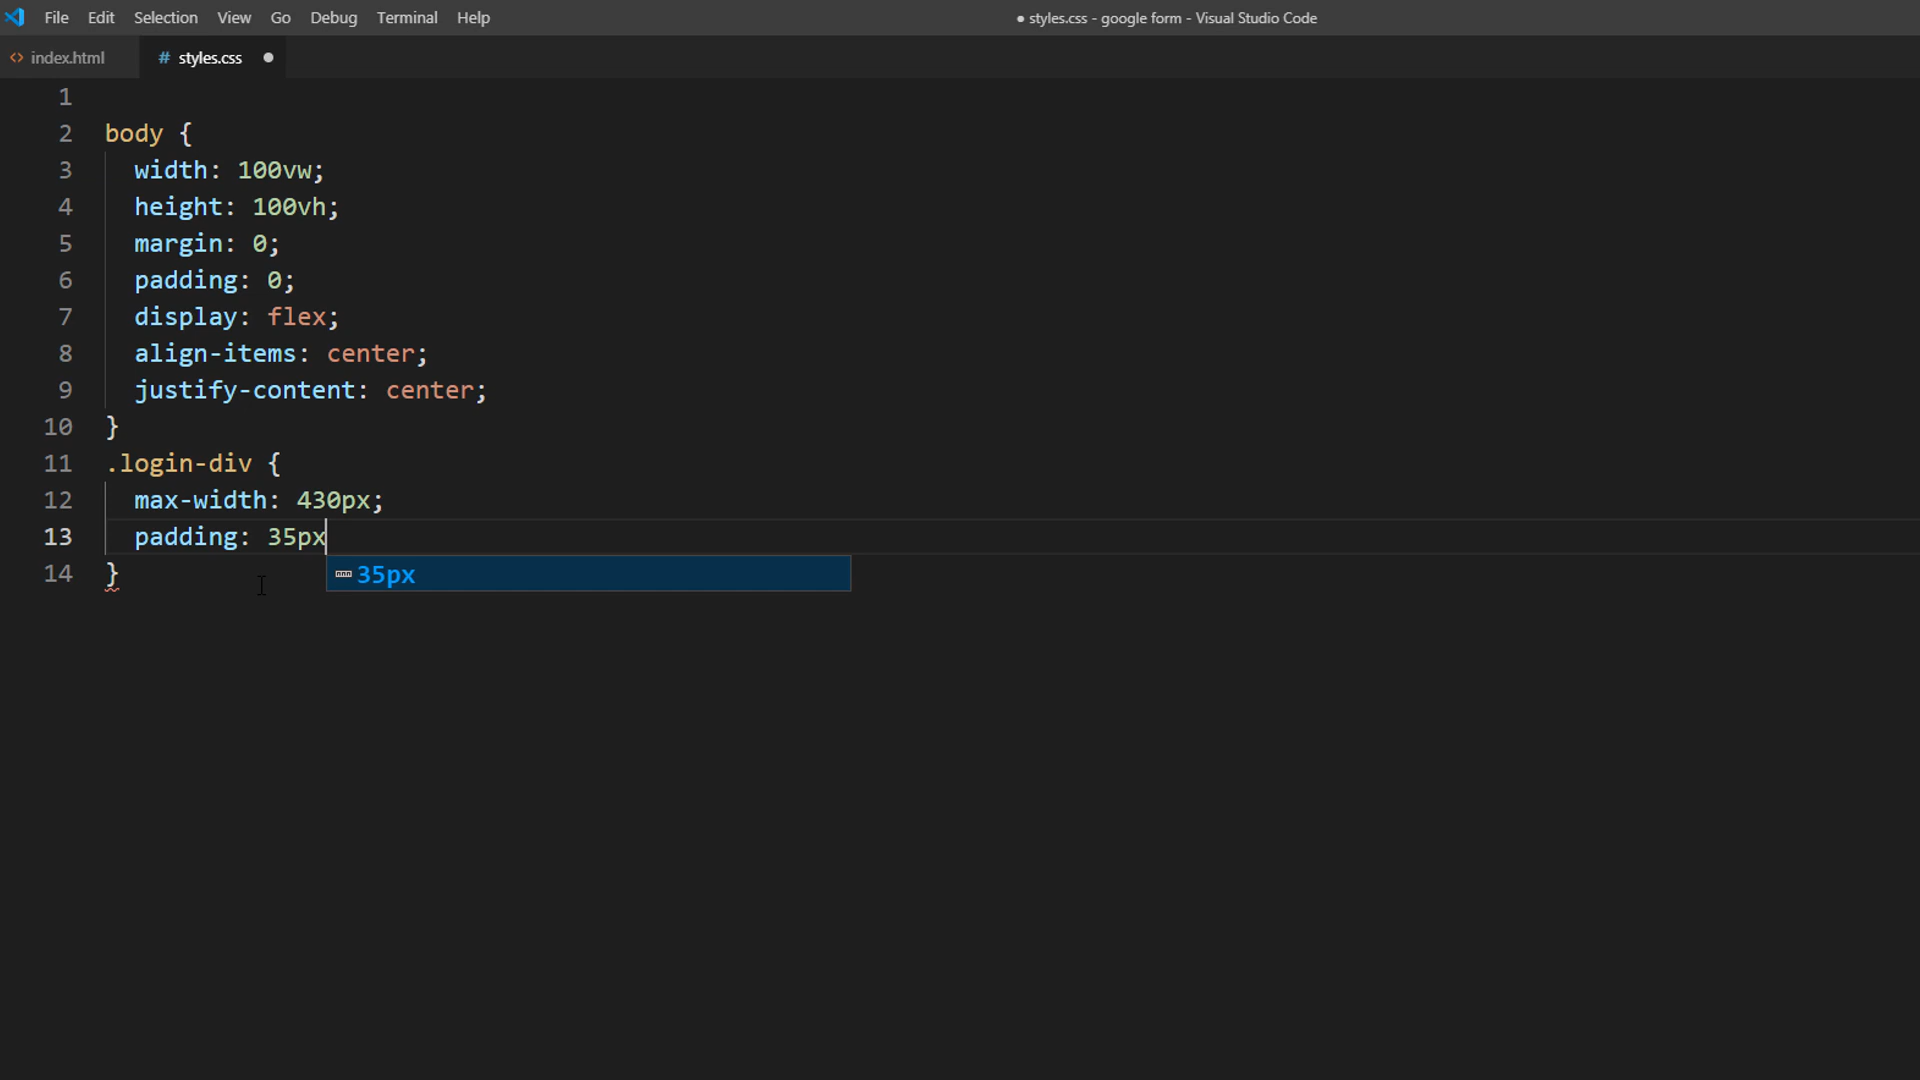 File Edit Selection View Go Debug Terminal Help
● styles.css - google form - Visual Studio Code
<> index.html # styles.css ●
1
2 body {
3 width: 100vw;
4 height: 100vh;
5 margin: 0;
6 padding: 0;
7 display: flex;
8 align-items: center;
9 justify-content: center;
10 }
11 .login-div {
12 max-width: 430px;
13 padding: 35px
35px
14 }